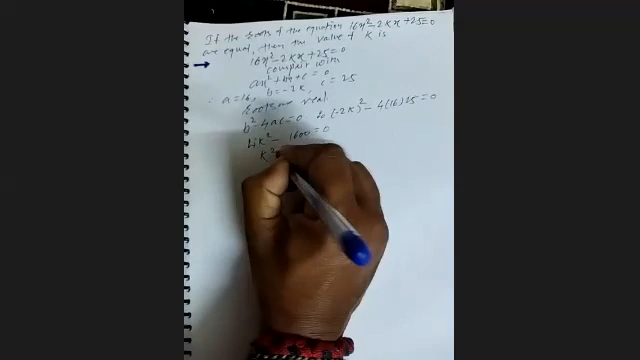 If the roots of the equation 16x² - 2kx + 25 = 0
are equal, then the value of k is
→ 16x² - 2kx + 25 = 0
compair with
ax² + bx + c = 0
∴ a = 16, b = -2k, c = 25
Roots are real.
b² - 4ac = 0 (-2k)² - 4(16)25 = 0
4k² - 1600 = 0
k²